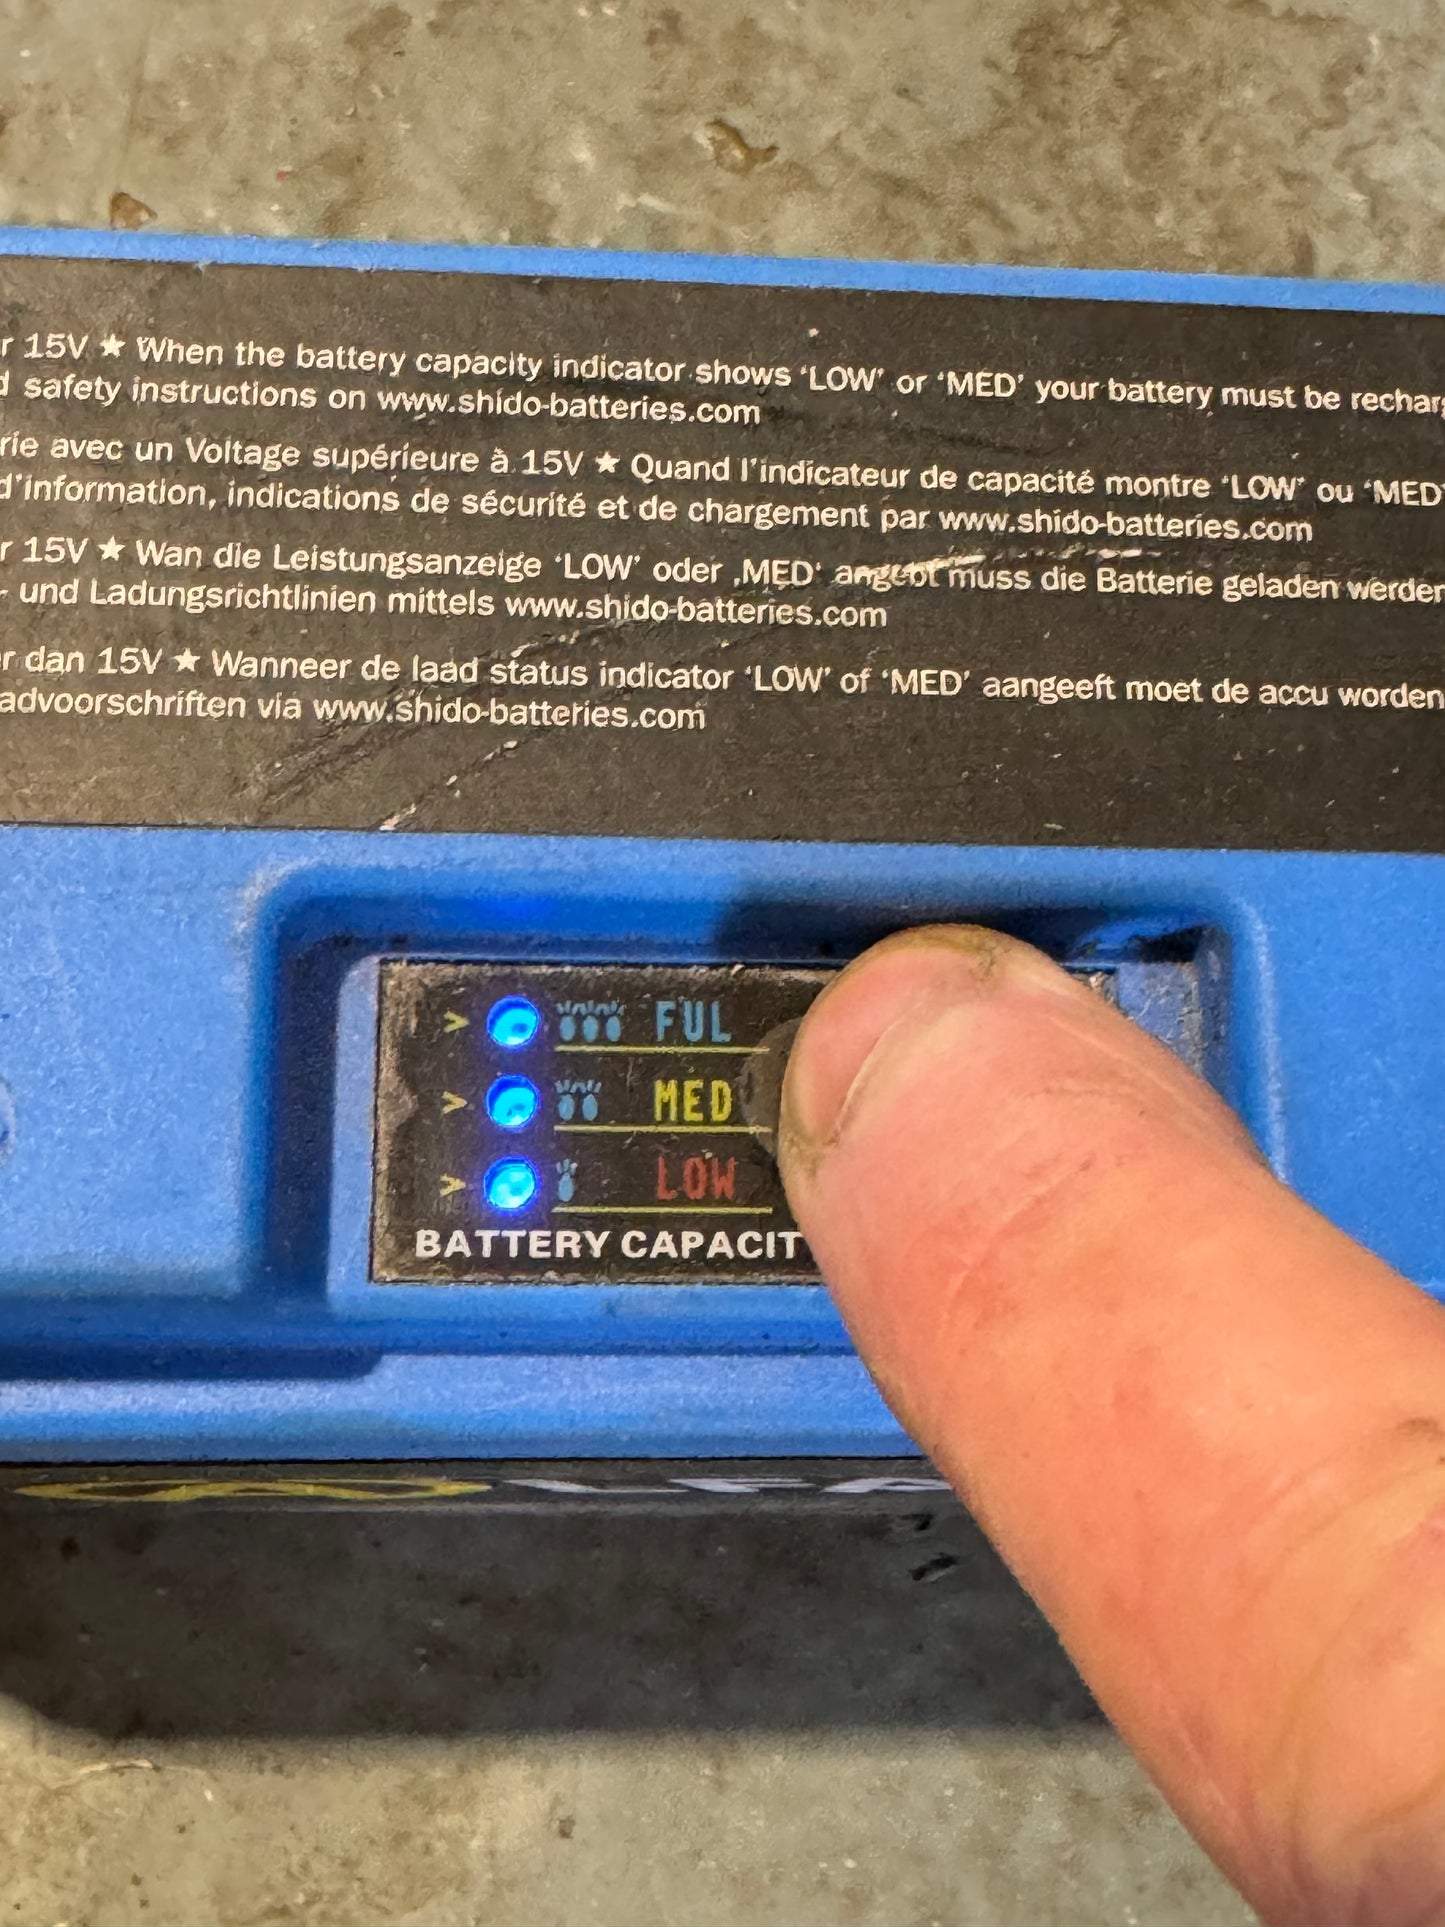 r 15V ★ When the battery capacity indicator shows ‘LOW’ or ‘MED’ your battery must be rechar
d safety instructions on www.shido-batteries.com
rie avec un Voltage supérieure à 15V ★ Quand l'indicateur de capacité montre ‘LOW’ ou ‘MED’
d'information, indications de sécurité et de chargement par www.shido-batteries.com
r 15V ★ Wan die Leistungsanzeige ‘LOW’ oder ‚MED‘ angebt muss die Batterie geladen werden
- und Ladungsrichtlinien mittels www.shido-batteries.com
r dan 15V ★ Wanneer de laad status indicator ‘LOW’ of ‘MED’ aangeeft moet de accu worden
advoorschriften via www.shido-batteries.com
> FUL
> MED
> LOW
BATTERY CAPACIT